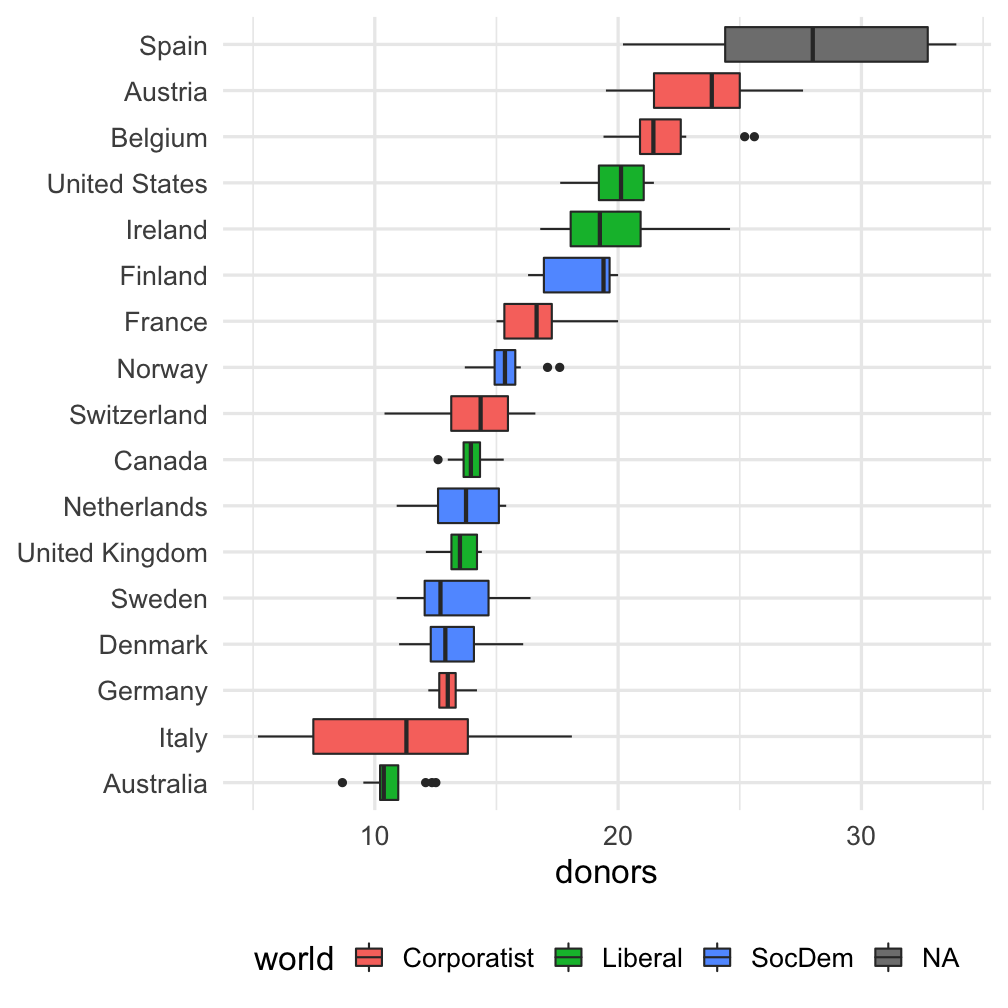 Spain
Austria
Belgium
United States
Ireland
Finland
France
Norway
Switzerland
Canada
Netherlands
United Kingdom
Sweden
Denmark
Germany
Italy
Australia
10 20 30
donors
world Corporatist Liberal SocDem NA